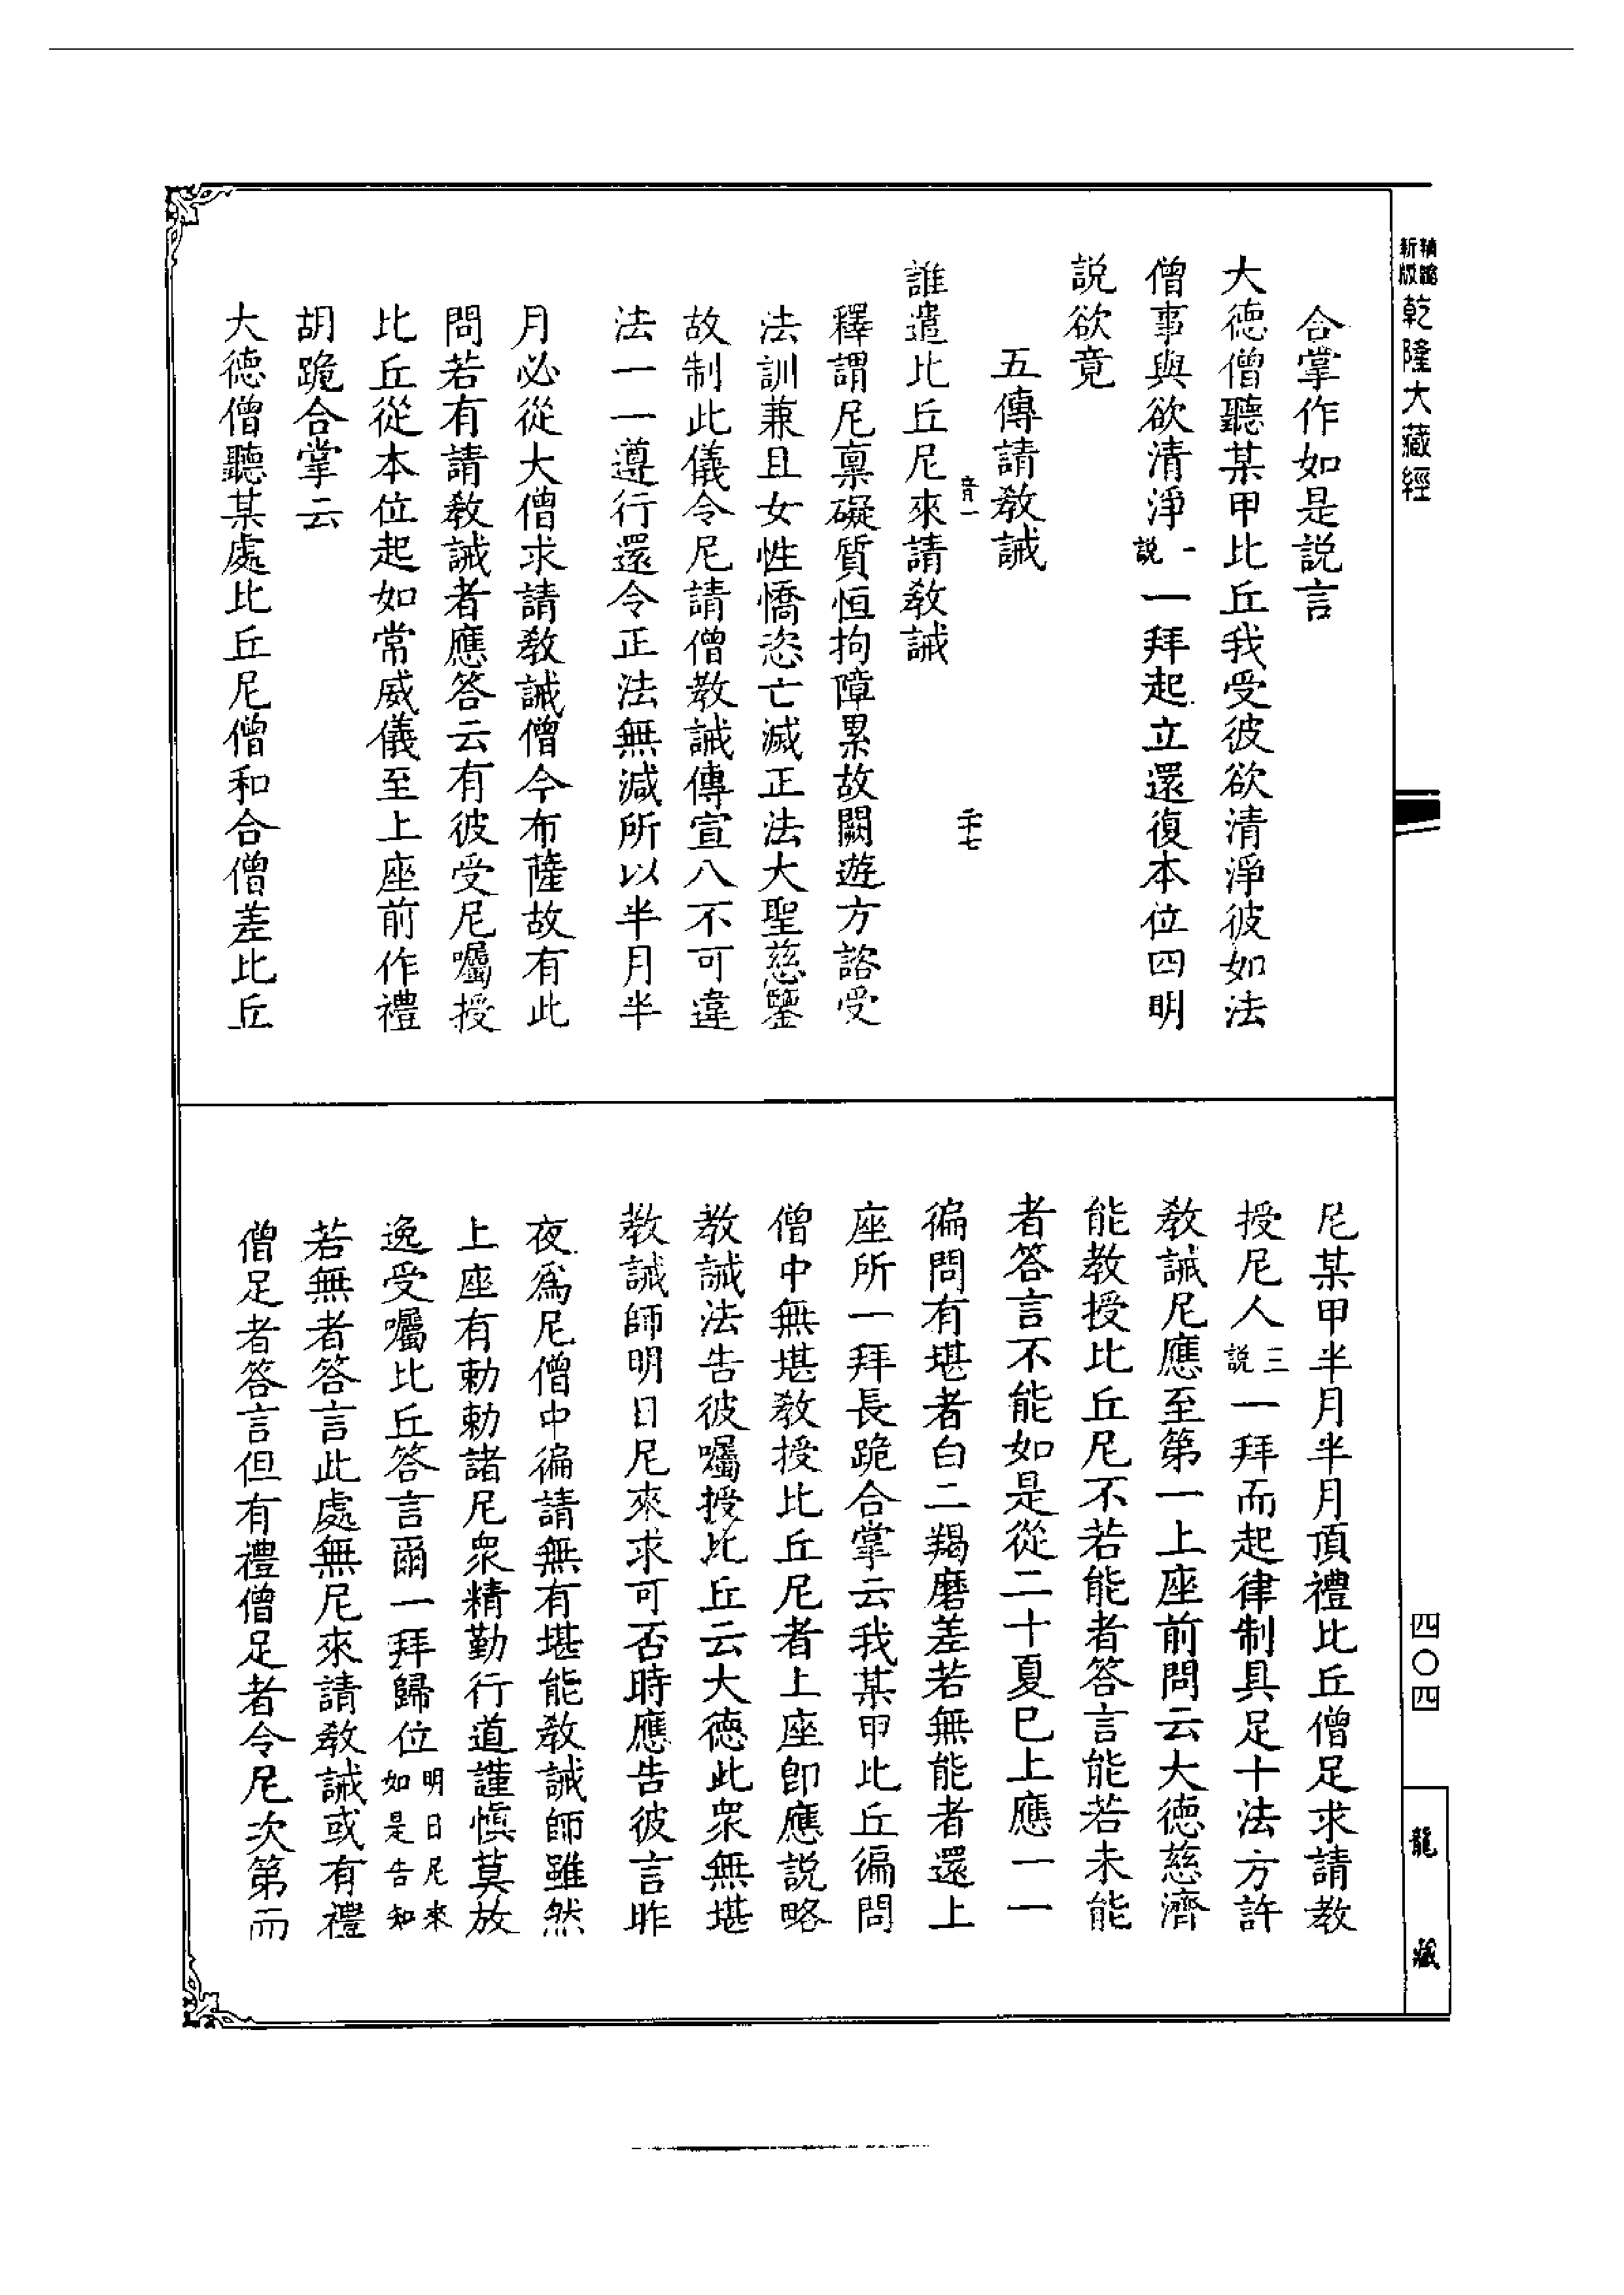 新版
乾隆大藏經
合掌作如是説言
大德僧聽某甲比丘我受彼欲清淨彼如法
僧事與欲清淨一説一拜起立還復本位四明
説欲竟
五傳請教誡
誰遣比丘尼來請教誡
釋謂尼稟礙質恒拘障累故闕遊方諮受
法訓兼且女性憍恣亡滅正法大聖慈鑒
故制此儀令尼請僧教誡傳宣八不可違
法一一遵行還令正法無減所以半月半
月必從大僧求請教誡僧今布薩故有此
問若有請教誡者應答云有彼受尼囑授
比丘從本位起如常威儀至上座前作禮
胡跪合掌云
大德僧聽某處比丘尼僧和合僧差比丘
尼某甲半月半月頂禮比丘僧足求請教
授尼人三説一拜而起律制具足十法方許
教誡尼應至第一上座前問云大德慈濟
能教授比丘尼不若能者答言能若未能
者答言不能如是從二十夏巳上應一一
徧問有堪者白二羯磨差若無能者還上
座所一拜長跪合掌云我某甲比丘徧問
僧中無堪教授比丘尼者上座卽應説略
教誡法告彼囑授比丘云大德此衆無堪
教誡師明日尼來求可否時應告彼言昨
夜爲尼僧中徧請無有堪能教誡師雖然
上座有勅勅諸尼衆精勤行道謹慎莫放
逸受囑比丘答言爾一拜歸位明日尼來如是告知
若無者答言此處無尼來請教誡或有禮
僧足者答言但有禮僧足者令尼次第而
四〇四
龍藏